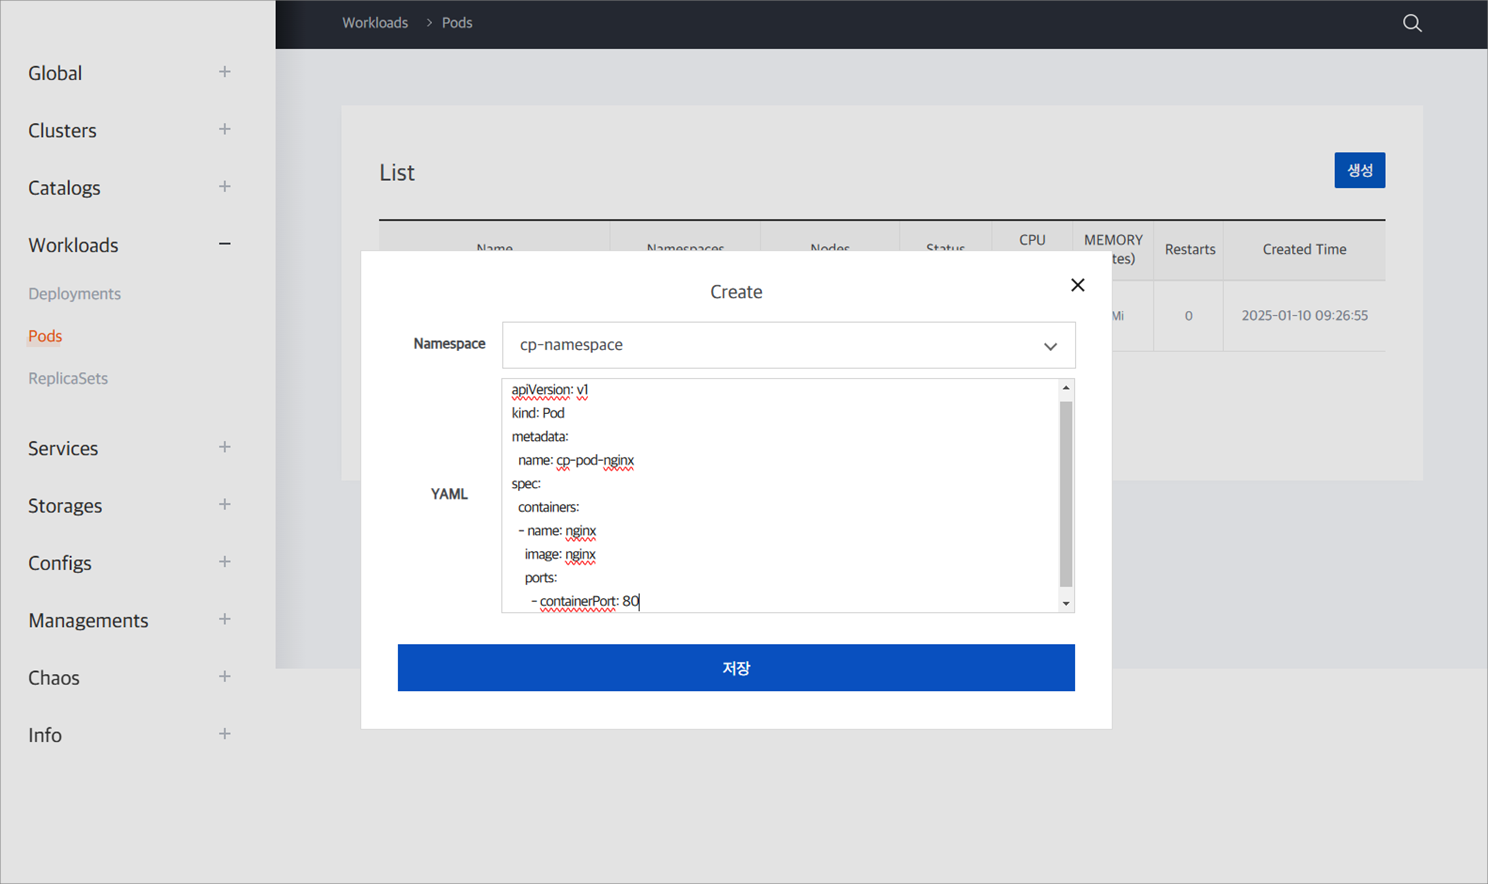 Workloads > Pods
Global +
Clusters +
Catalogs +
Workloads −
Deployments
Pods
ReplicaSets
Services +
Storages +
Configs +
Managements +
Chaos +
Info +
List
생성
Name Namespaces Nodes Status CPU MEMORY Restarts Created Time
tes)
Mi 0 2025-01-10 09:26:55
Create
Namespace cp-namespace
YAML
apiVersion: v1
kind: Pod
metadata:
  name: cp-pod-nginx
spec:
  containers:
  - name: nginx
    image: nginx
    ports:
      - containerPort: 80
저장